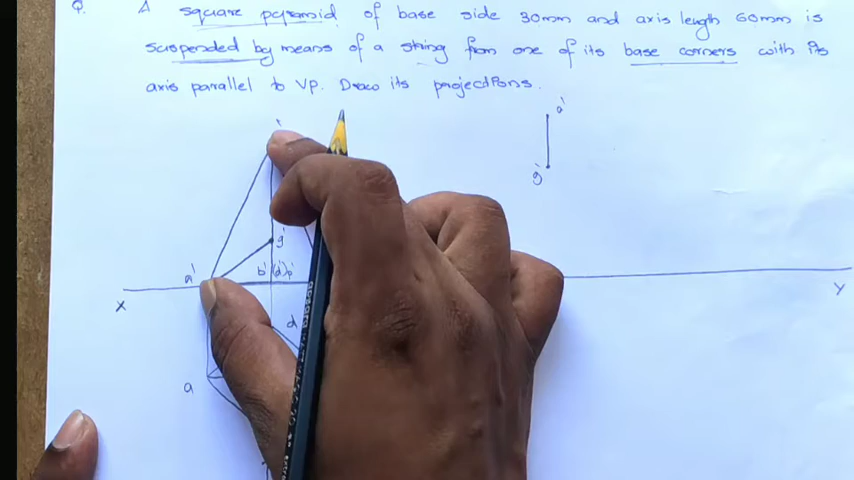 Q. A square pyramid of base side 30mm and axis length 60mm is
suspended by means of a string from one of its base corners with its
axis parallel to VP. Draw its projections.
a'
g'
g'
a' b' (d') p'
X Y
d
a